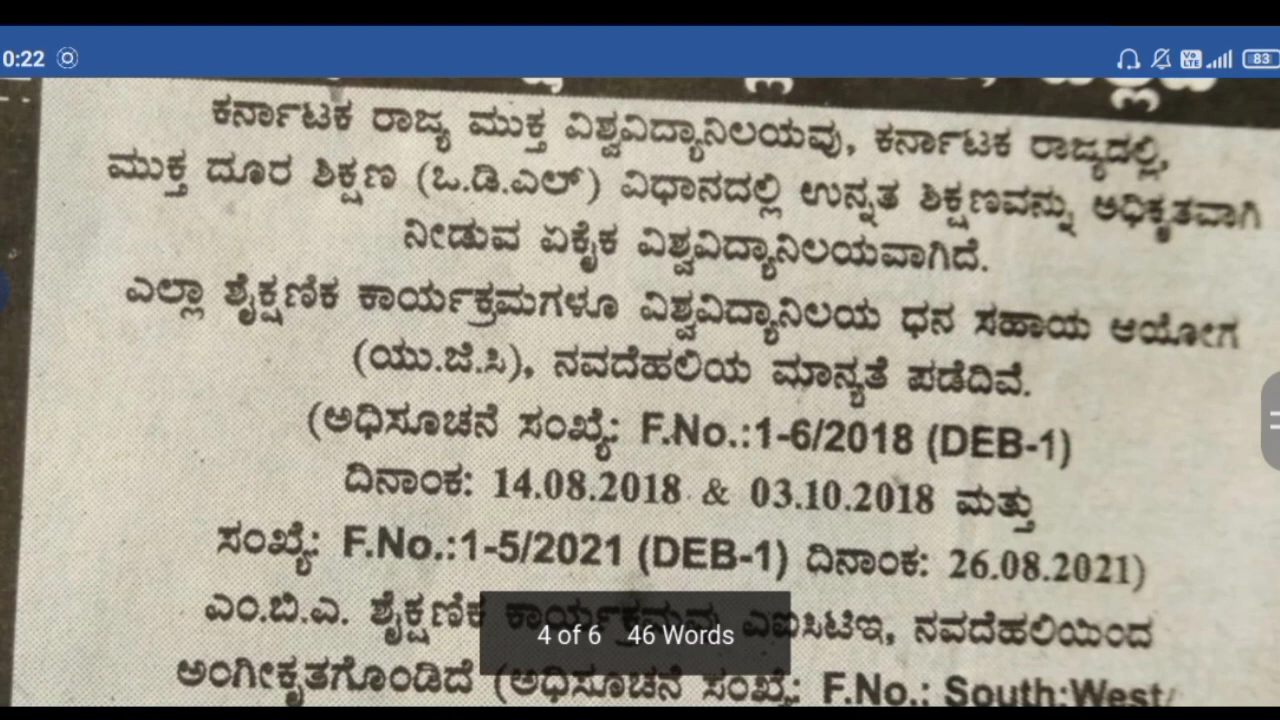 0:22
83
ಕರ್ನಾಟಕ ರಾಜ್ಯ ಮುಕ್ತ ವಿಶ್ವವಿದ್ಯಾನಿಲಯವು, ಕರ್ನಾಟಕ ರಾಜ್ಯದಲ್ಲಿ,
ಮುಕ್ತ ದೂರ ಶಿಕ್ಷಣ (ಒ.ಡಿ.ಎಲ್) ವಿಧಾನದಲ್ಲಿ ಉನ್ನತ ಶಿಕ್ಷಣವನ್ನು ಅಧಿಕೃತವಾಗಿ
ನೀಡುವ ಏಕೈಕ ವಿಶ್ವವಿದ್ಯಾನಿಲಯವಾಗಿದೆ.
ಎಲ್ಲಾ ಶೈಕ್ಷಣಿಕ ಕಾರ್ಯಕ್ರಮಗಳೂ ವಿಶ್ವವಿದ್ಯಾನಿಲಯ ಧನ ಸಹಾಯ ಆಯೋಗ
(ಯು.ಜಿ.ಸಿ), ನವದೆಹಲಿಯ ಮಾನ್ಯತೆ ಪಡೆದಿವೆ.
(ಅಧಿಸೂಚನೆ ಸಂಖ್ಯೆ: F.No.:1-6/2018 (DEB-1)
ದಿನಾಂಕ: 14.08.2018 & 03.10.2018 ಮತ್ತು
ಸಂಖ್ಯೆ: F.No.:1-5/2021 (DEB-1) ದಿನಾಂಕ: 26.08.2021)
ಎಂ.ಬಿ.ಎ. ಶೈಕ್ಷಣಿಕ ಕಾರ್ಯಕ್ರಮವು ಎಐಸಿಟಿಇ, ನವದೆಹಲಿಯಿಂದ
4 of 6 46 Words
ಅಂಗೀಕೃತಗೊಂಡಿದೆ (ಅಧಿಸೂಚನೆ ಸಂಖ್ಯೆ: F.No.: South:West/